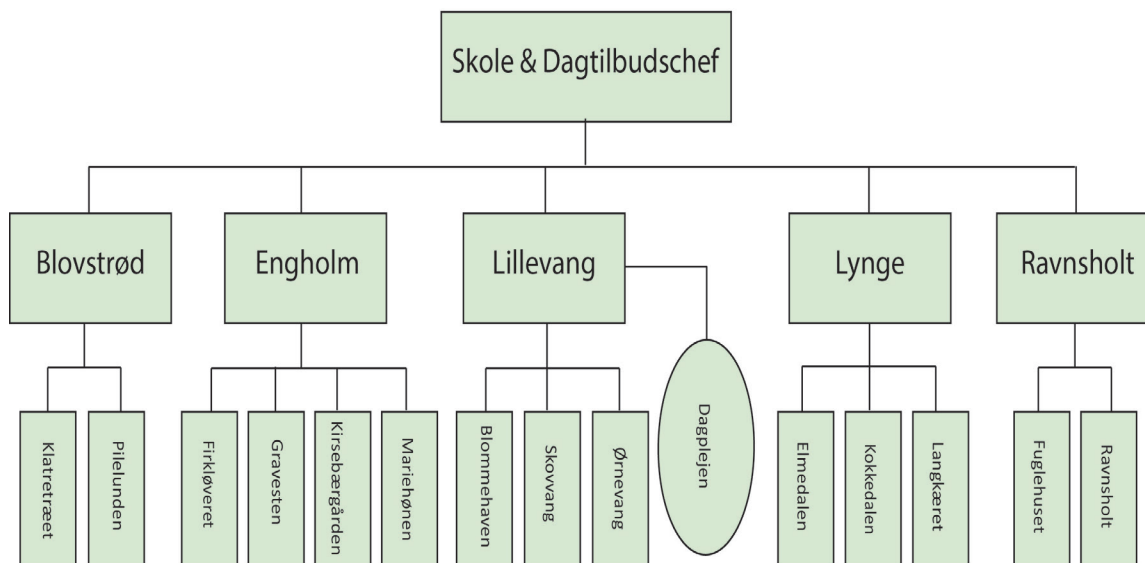 Skole & Dagtilbudschef
Blovstrød
Engholm
Lillevang
Lynge
Ravnsholt
Klatretræet
Pilelunden
Firkløveret
Gravesten
Kirsebærgården
Mariehønen
Blommehaven
Skovvang
Ørnevang
Dagplejen
Elmedalen
Kokkedalen
Langkæret
Fuglehuset
Ravnsholt